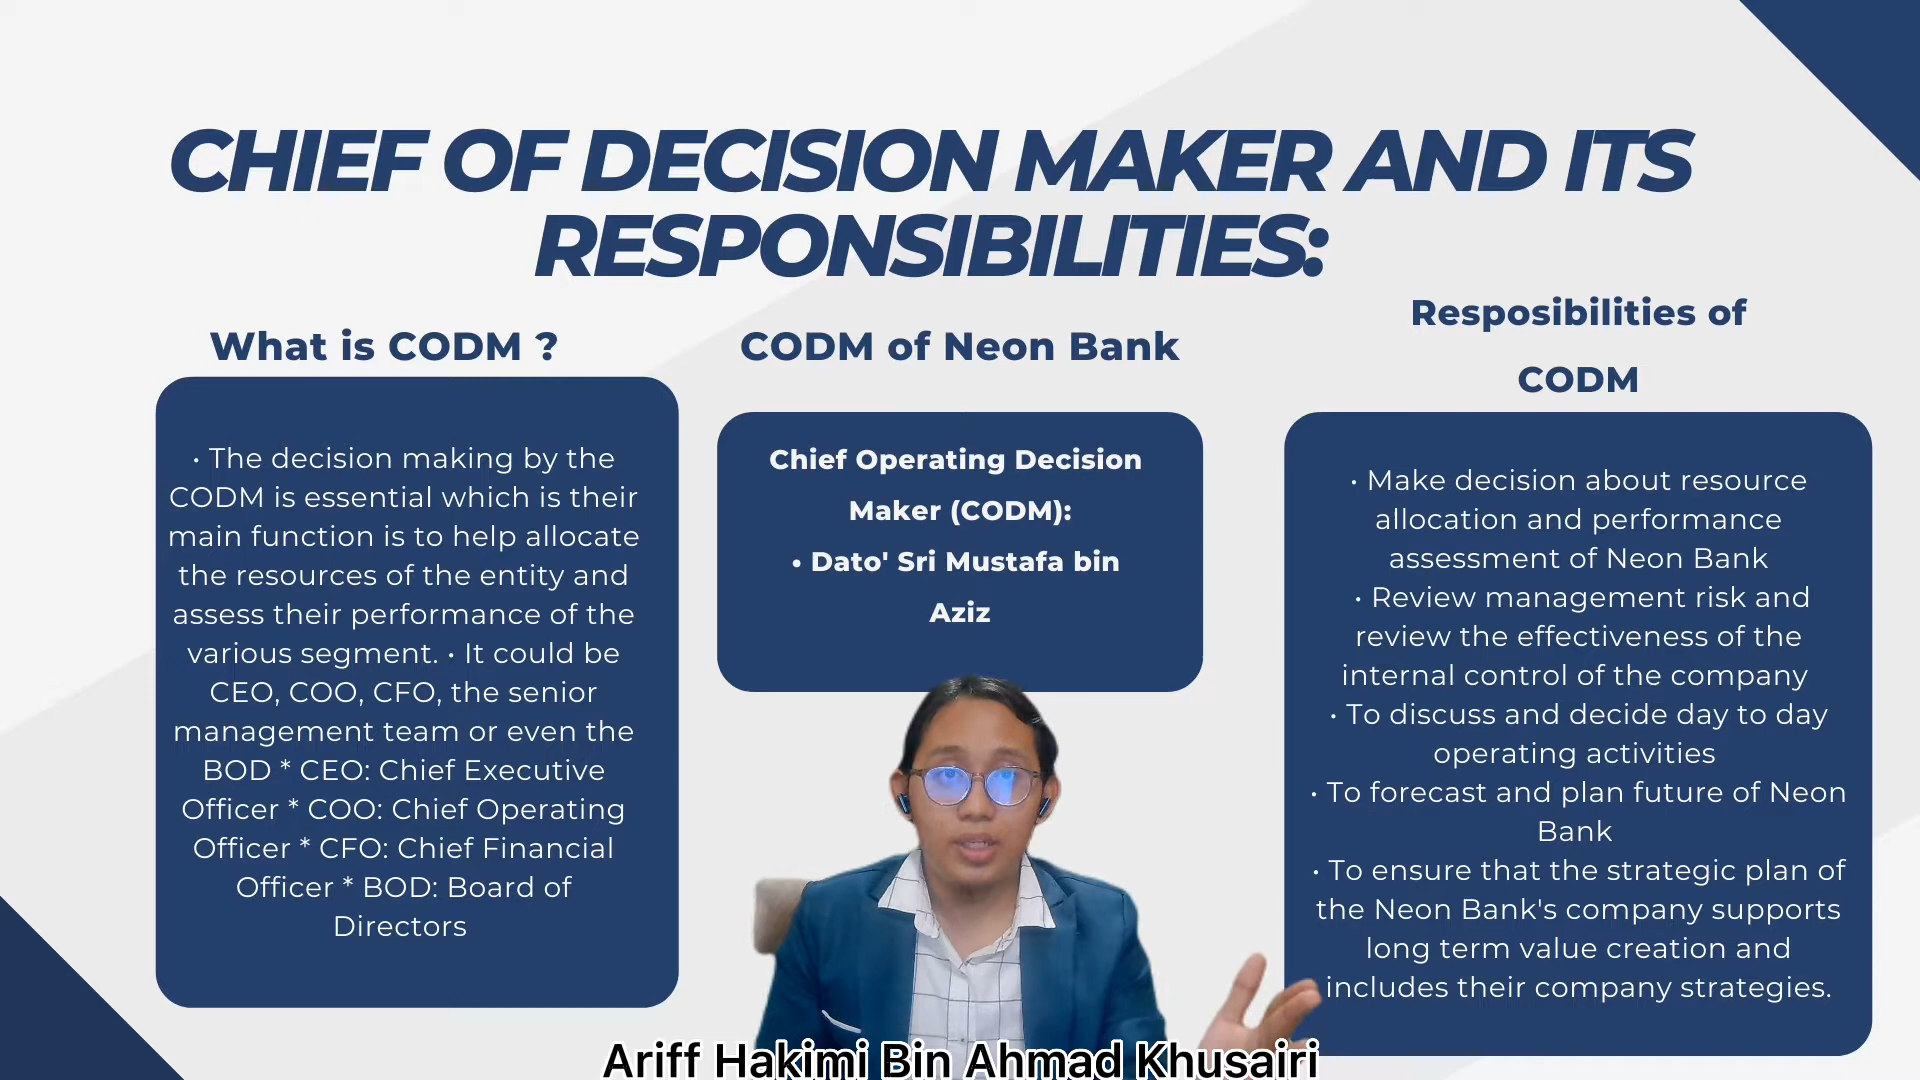 CHIEF OF DECISION MAKER AND ITS
RESPONSIBILITIES:
What is CODM ?
• The decision making by the
CODM is essential which is their
main function is to help allocate
the resources of the entity and
assess their performance of the
various segment. • It could be
CEO, COO, CFO, the senior
management team or even the
BOD * CEO: Chief Executive
Officer * COO: Chief Operating
Officer * CFO: Chief Financial
Officer * BOD: Board of
Directors
CODM of Neon Bank
Chief Operating Decision
Maker (CODM):
• Dato' Sri Mustafa bin
Aziz
Resposibilities of
CODM
• Make decision about resource
allocation and performance
assessment of Neon Bank
• Review management risk and
review the effectiveness of the
internal control of the company
• To discuss and decide day to day
operating activities
• To forecast and plan future of Neon
Bank
• To ensure that the strategic plan of
the Neon Bank's company supports
long term value creation and
includes their company strategies.
Ariff Hakimi Bin Ahmad Khusairi